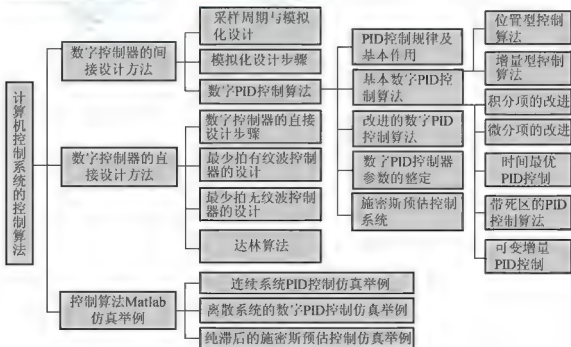 计算机控制系统的控制算法
数字控制器的间
接设计方法
采样周期与模拟
化设计
模拟化设计步骤
数字PID控制算法
PID控制规律及
基本作用
基本数字PID控
制算法
位置型控制
算法
增量型控制
算法
改进的数字PID
控制算法
积分项的改进
微分项的改进
时间最优
PID控制
带死区的PID
控制算法
可变增量
PID控制
数字PID控制器
参数的整定
施密斯预估控制
系统
数字控制器的直
接设计方法
数字控制器的直接
设计步骤
最少拍有纹波控制
器的设计
最少拍无纹波控制
器的设计
达林算法
控制算法Matlab
仿真举例
连续系统PID控制仿真举例
离散系统的数字PID控制仿真举例
纯滞后的施密斯预估控制仿真举例